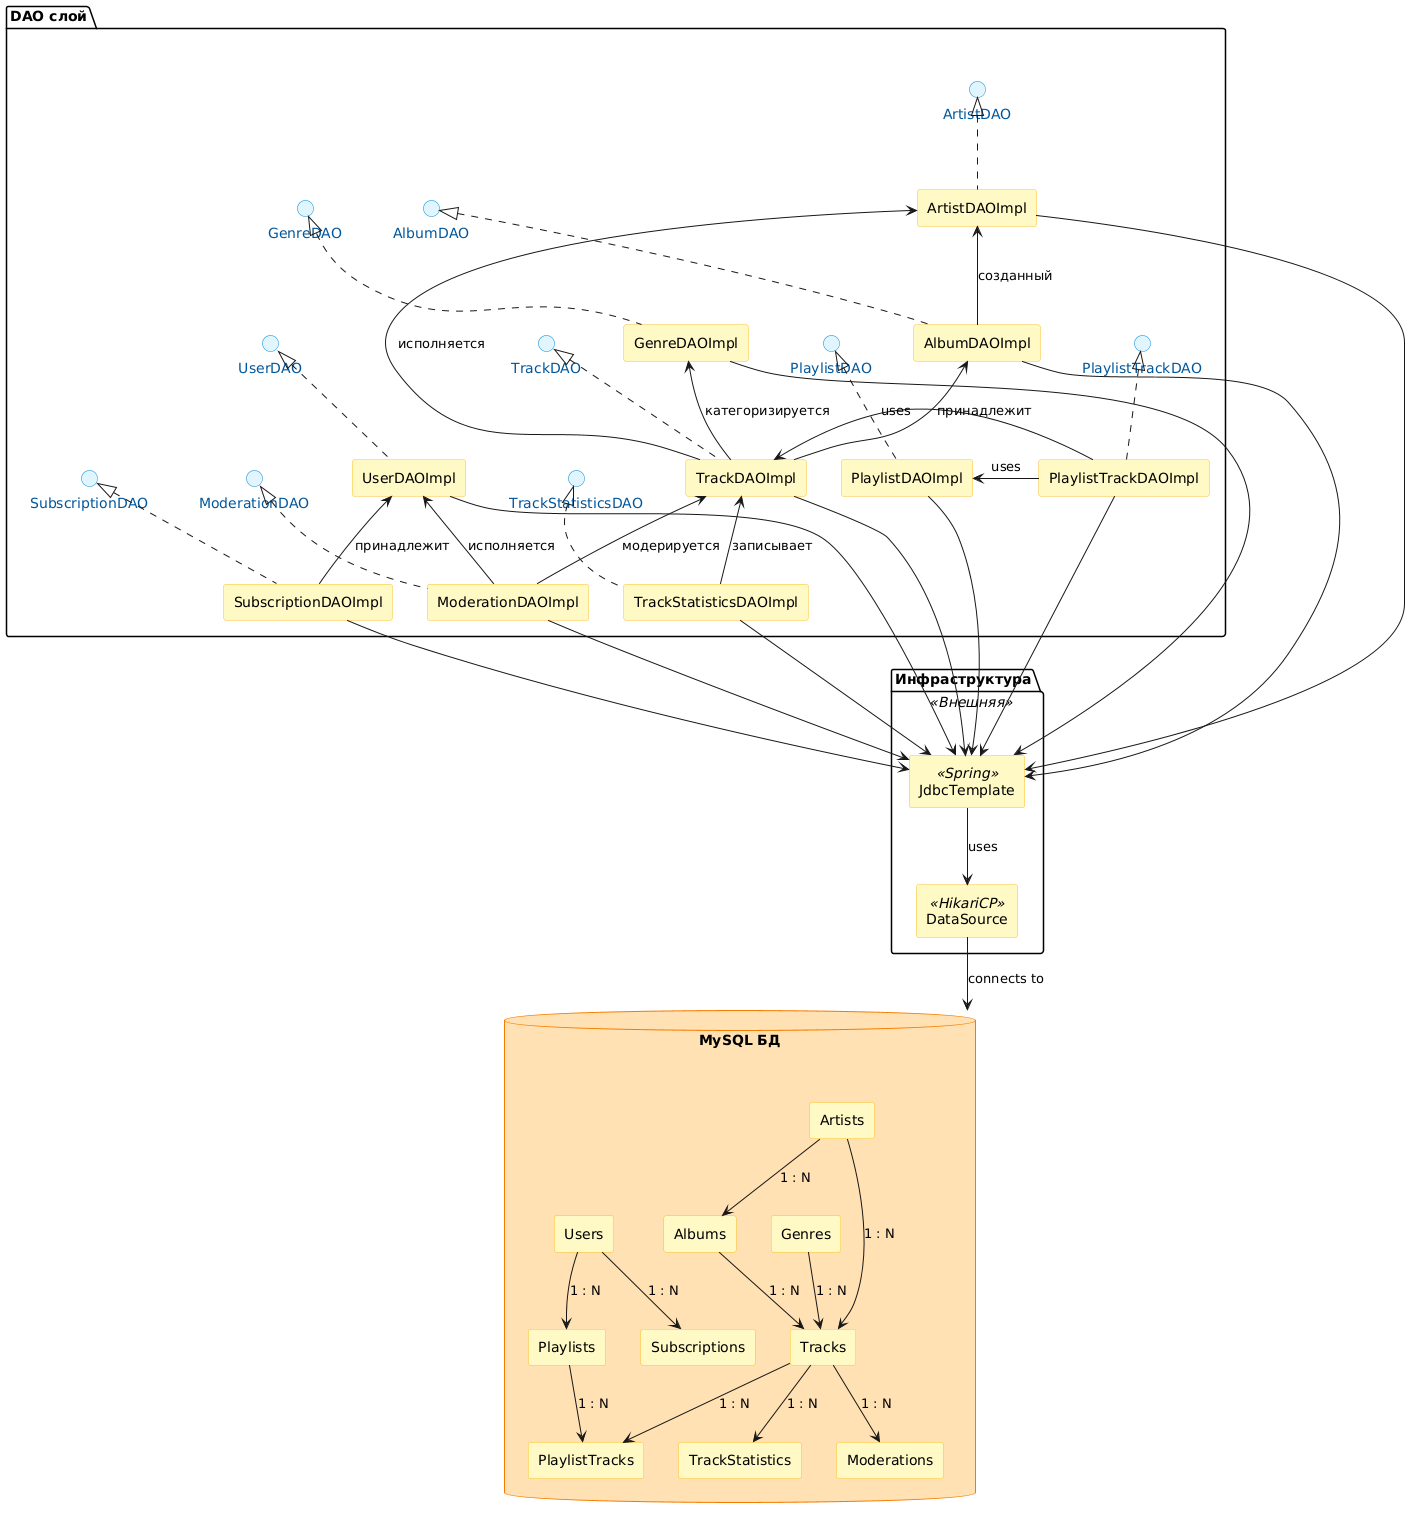 DAO слой
ArtistDAO
ArtistDAOImpl
GenreDAO
AlbumDAO
созданный
исполняется
GenreDAOImpl
AlbumDAOImpl
UserDAO
TrackDAO
PlaylistDAO
PlaylistTrackDAO
категоризируется
uses
принадлежит
UserDAOImpl
TrackDAOImpl
PlaylistDAOImpl
uses
PlaylistTrackDAOImpl
SubscriptionDAO
ModerationDAO
TrackStatisticsDAO
принадлежит
исполняется
модерируется
записывает
SubscriptionDAOImpl
ModerationDAOImpl
TrackStatisticsDAOImpl
Инфраструктура
«Внешняя»
«Spring»
JdbcTemplate
uses
«HikariCP»
DataSource
connects to
MySQL БД
Artists
1 : N
Users
Albums
Genres
1 : N
1 : N
1 : N
1 : N
1 : N
Playlists
Subscriptions
Tracks
1 : N
1 : N
1 : N
1 : N
PlaylistTracks
TrackStatistics
Moderations